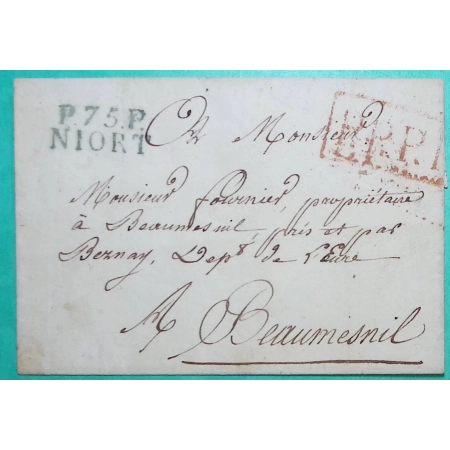 P.75.P.
NIORT
A Monsieur
Monsieur fournier, propriétaire
à Beaumesnil, près et par
Bernay, Depᵗ de l'Eure
A Beaumesnil